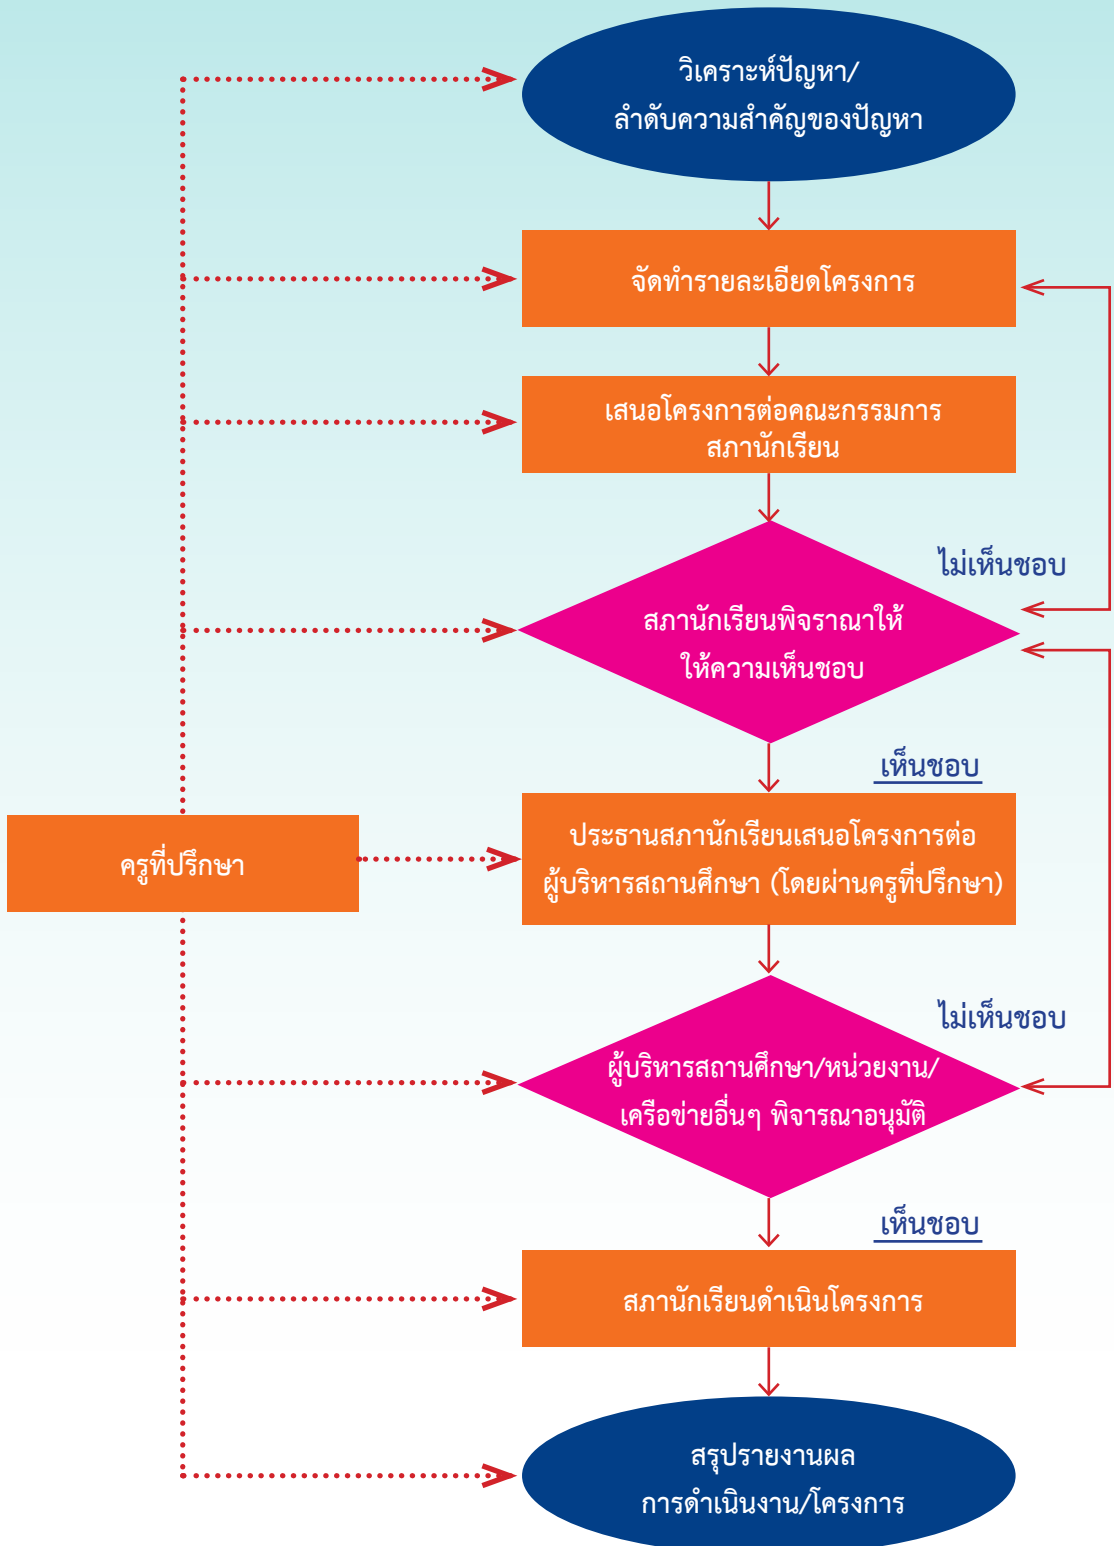 วิเคราะห์ปัญหา/
ลำดับความสำคัญของปัญหา
จัดทำรายละเอียดโครงการ
เสนอโครงการต่อคณะกรรมการ
สภานักเรียน
ไม่เห็นชอบ
สภานักเรียนพิจราณาให้
ให้ความเห็นชอบ
เห็นชอบ
ประธานสภานักเรียนเสนอโครงการต่อ
ผู้บริหารสถานศึกษา (โดยผ่านครูที่ปรึกษา)
ครูที่ปรึกษา
ไม่เห็นชอบ
ผู้บริหารสถานศึกษา/หน่วยงาน/
เครือข่ายอื่นๆ พิจารณาอนุมัติ
เห็นชอบ
สภานักเรียนดำเนินโครงการ
สรุปรายงานผล
การดำเนินงาน/โครงการ